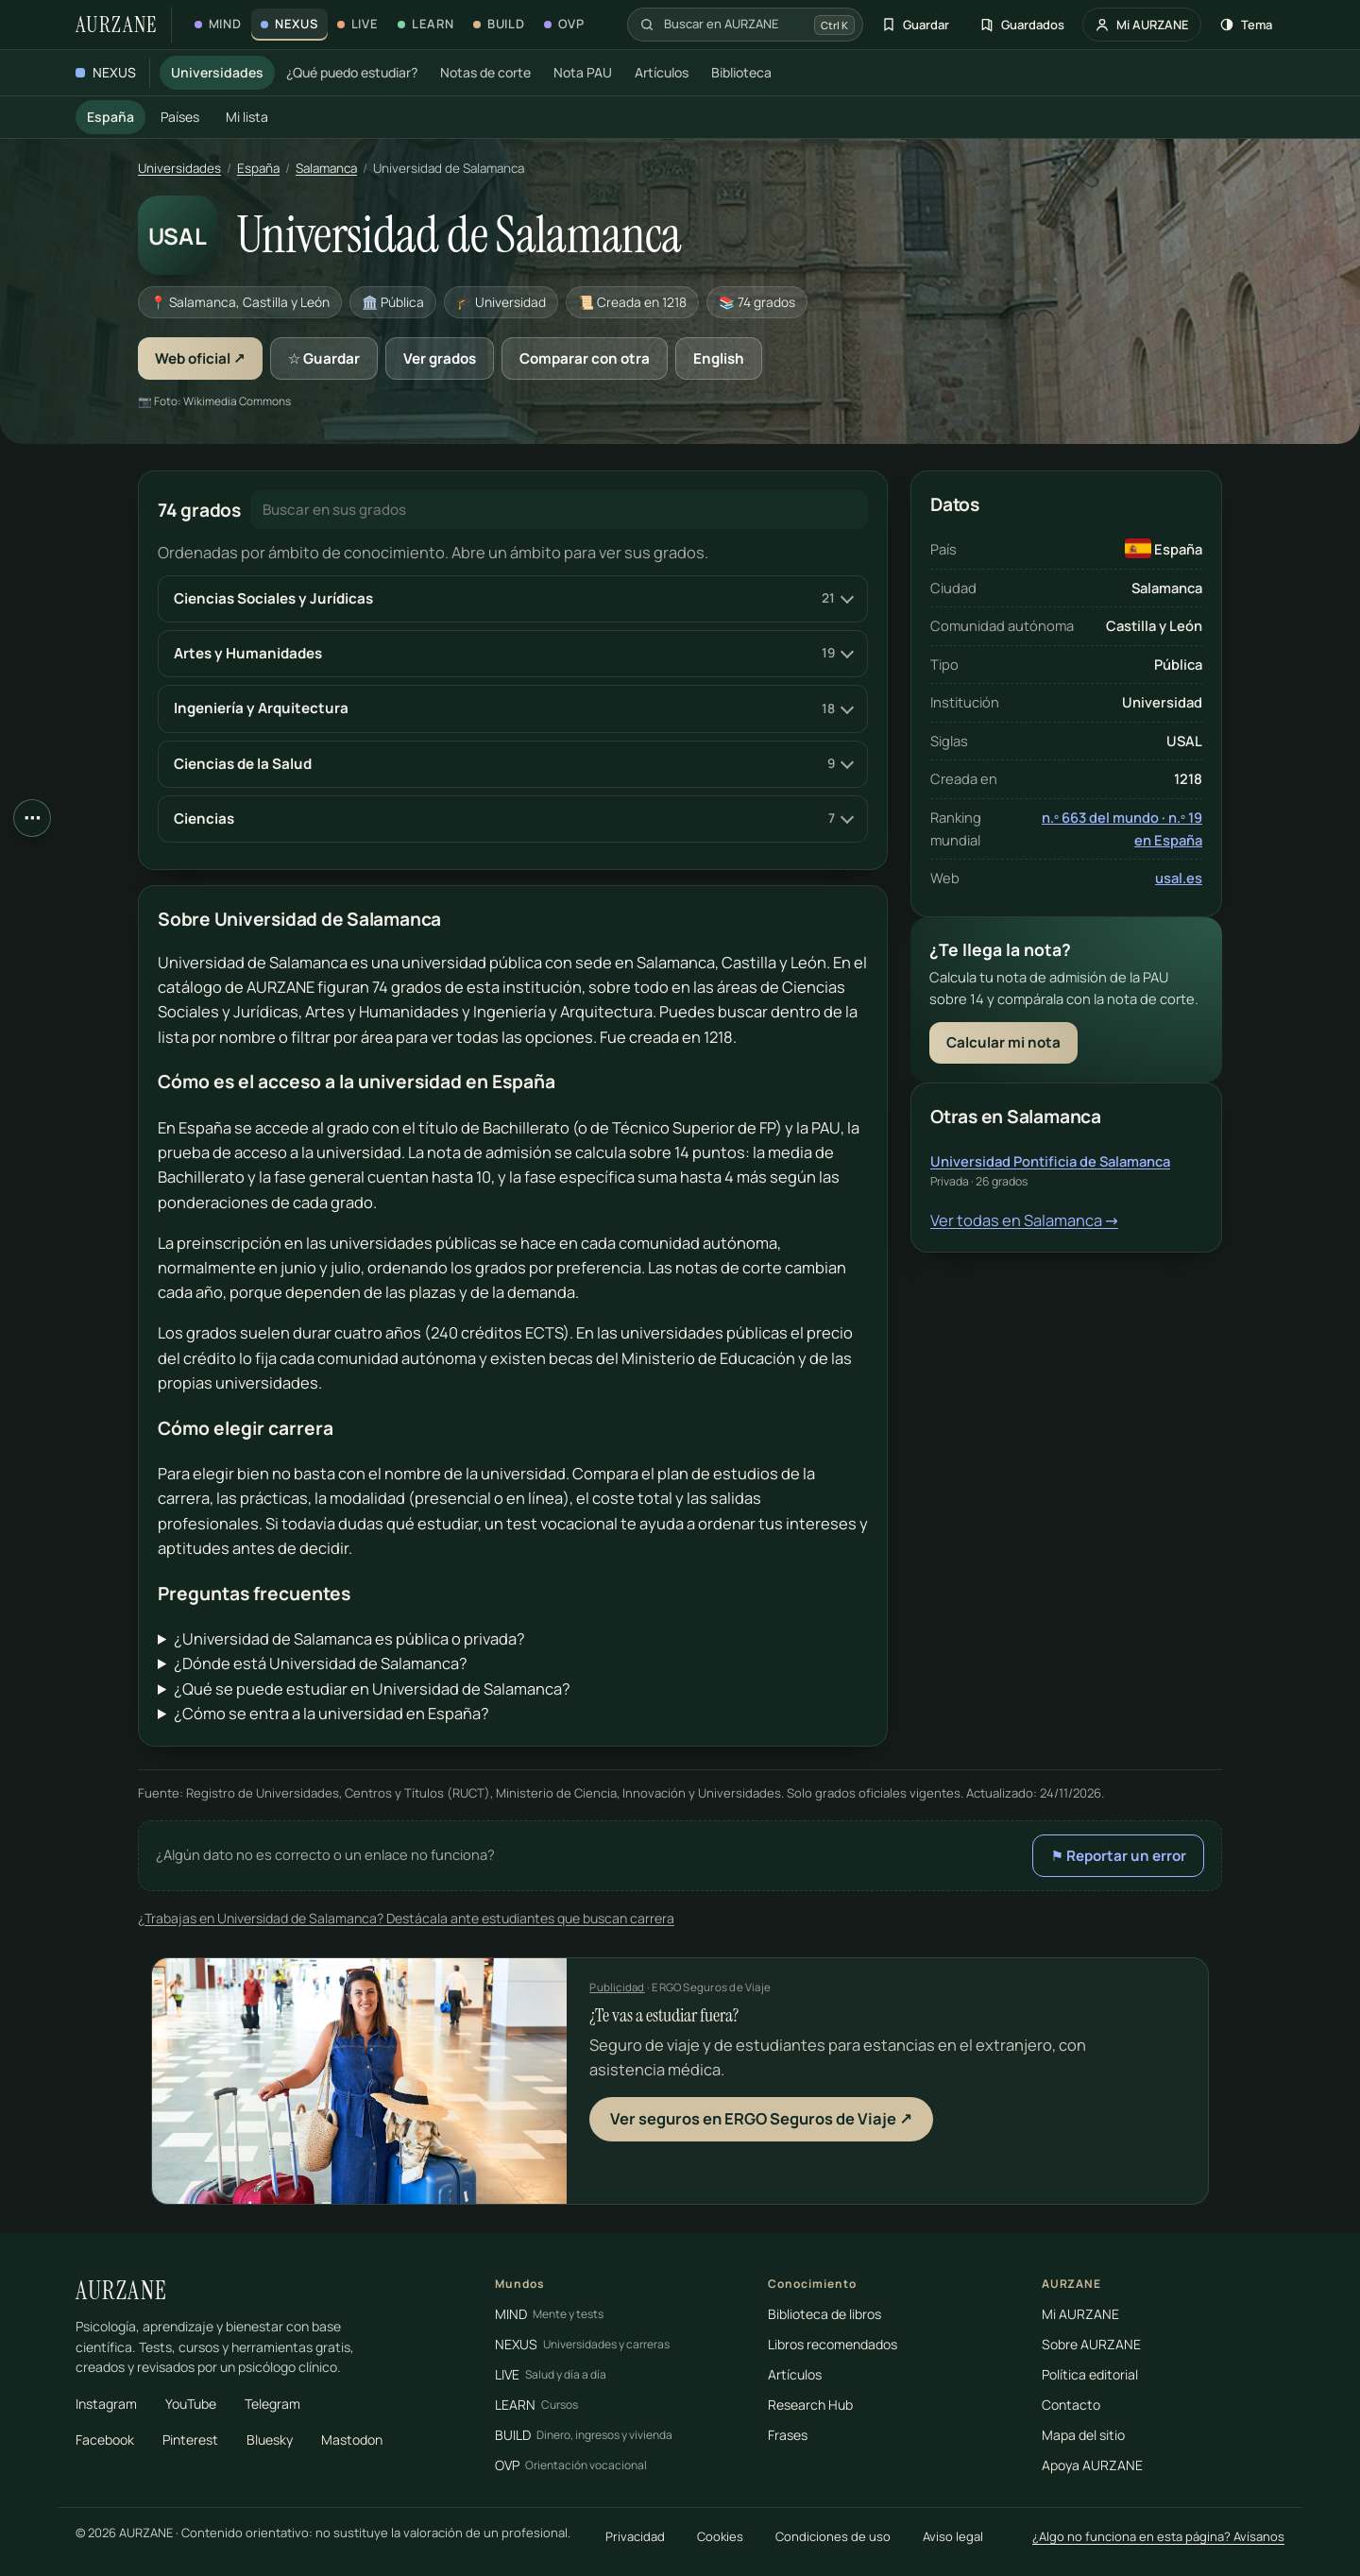 AURZANE
MIND
NEXUS
LIVE
LEARN
BUILD
OVP
Buscar en AURZANE
Ctrl K
Guardar
Guardados
Mi AURZANE
Tema
NEXUS
Universidades
¿Qué puedo estudiar?
Notas de corte
Nota PAU
Artículos
Biblioteca
España
Países
Mi lista
Universidades / España / Salamanca / Universidad de Salamanca
USAL
Universidad de Salamanca
📍 Salamanca, Castilla y León
🏛️ Pública
🎓 Universidad
📜 Creada en 1218
📚 74 grados
Web oficial ↗
☆ Guardar
Ver grados
Comparar con otra
English
📷 Foto: Wikimedia Commons
74 grados
Buscar en sus grados
Ordenadas por ámbito de conocimiento. Abre un ámbito para ver sus grados.
Ciencias Sociales y Jurídicas 21
Artes y Humanidades 19
Ingeniería y Arquitectura 18
Ciencias de la Salud 9
Ciencias 7
Sobre Universidad de Salamanca
Universidad de Salamanca es una universidad pública con sede en Salamanca, Castilla y León. En el
catálogo de AURZANE figuran 74 grados de esta institución, sobre todo en las áreas de Ciencias
Sociales y Jurídicas, Artes y Humanidades y Ingeniería y Arquitectura. Puedes buscar dentro de la
lista por nombre o filtrar por área para ver todas las opciones. Fue creada en 1218.
Cómo es el acceso a la universidad en España
En España se accede al grado con el título de Bachillerato (o de Técnico Superior de FP) y la PAU, la
prueba de acceso a la universidad. La nota de admisión se calcula sobre 14 puntos: la media de
Bachillerato y la fase general cuentan hasta 10, y la fase específica suma hasta 4 más según las
ponderaciones de cada grado.
La preinscripción en las universidades públicas se hace en cada comunidad autónoma,
normalmente en junio y julio, ordenando los grados por preferencia. Las notas de corte cambian
cada año, porque dependen de las plazas y de la demanda.
Los grados suelen durar cuatro años (240 créditos ECTS). En las universidades públicas el precio
del crédito lo fija cada comunidad autónoma y existen becas del Ministerio de Educación y de las
propias universidades.
Cómo elegir carrera
Para elegir bien no basta con el nombre de la universidad. Compara el plan de estudios de la
carrera, las prácticas, la modalidad (presencial o en línea), el coste total y las salidas
profesionales. Si todavía dudas qué estudiar, un test vocacional te ayuda a ordenar tus intereses y
aptitudes antes de decidir.
Preguntas frecuentes
▶ ¿Universidad de Salamanca es pública o privada?
▶ ¿Dónde está Universidad de Salamanca?
▶ ¿Qué se puede estudiar en Universidad de Salamanca?
▶ ¿Cómo se entra a la universidad en España?
Datos
País España
Ciudad Salamanca
Comunidad autónoma Castilla y León
Tipo Pública
Institución Universidad
Siglas USAL
Creada en 1218
Ranking mundial n.º 663 del mundo · n.º 19
en España
Web usal.es
¿Te llega la nota?
Calcula tu nota de admisión de la PAU
sobre 14 y compárala con la nota de corte.
Calcular mi nota
Otras en Salamanca
Universidad Pontificia de Salamanca
Privada · 26 grados
Ver todas en Salamanca →
Fuente: Registro de Universidades, Centros y Títulos (RUCT), Ministerio de Ciencia, Innovación y Universidades. Solo grados oficiales vigentes. Actualizado: 24/11/2026.
¿Algún dato no es correcto o un enlace no funciona?
⚑ Reportar un error
¿Trabajas en Universidad de Salamanca? Destácala ante estudiantes que buscan carrera
Publicidad · ERGO Seguros de Viaje
¿Te vas a estudiar fuera?
Seguro de viaje y de estudiantes para estancias en el extranjero, con
asistencia médica.
Ver seguros en ERGO Seguros de Viaje ↗
AURZANE
Psicología, aprendizaje y bienestar con base
científica. Tests, cursos y herramientas gratis,
creados y revisados por un psicólogo clínico.
Instagram YouTube Telegram
Facebook Pinterest Bluesky Mastodon
Mundos
MIND Mente y tests
NEXUS Universidades y carreras
LIVE Salud y día a día
LEARN Cursos
BUILD Dinero, ingresos y vivienda
OVP Orientación vocacional
Conocimiento
Biblioteca de libros
Libros recomendados
Artículos
Research Hub
Frases
AURZANE
Mi AURZANE
Sobre AURZANE
Política editorial
Contacto
Mapa del sitio
Apoya AURZANE
© 2026 AURZANE · Contenido orientativo: no sustituye la valoración de un profesional.
Privacidad
Cookies
Condiciones de uso
Aviso legal
¿Algo no funciona en esta página? Avísanos